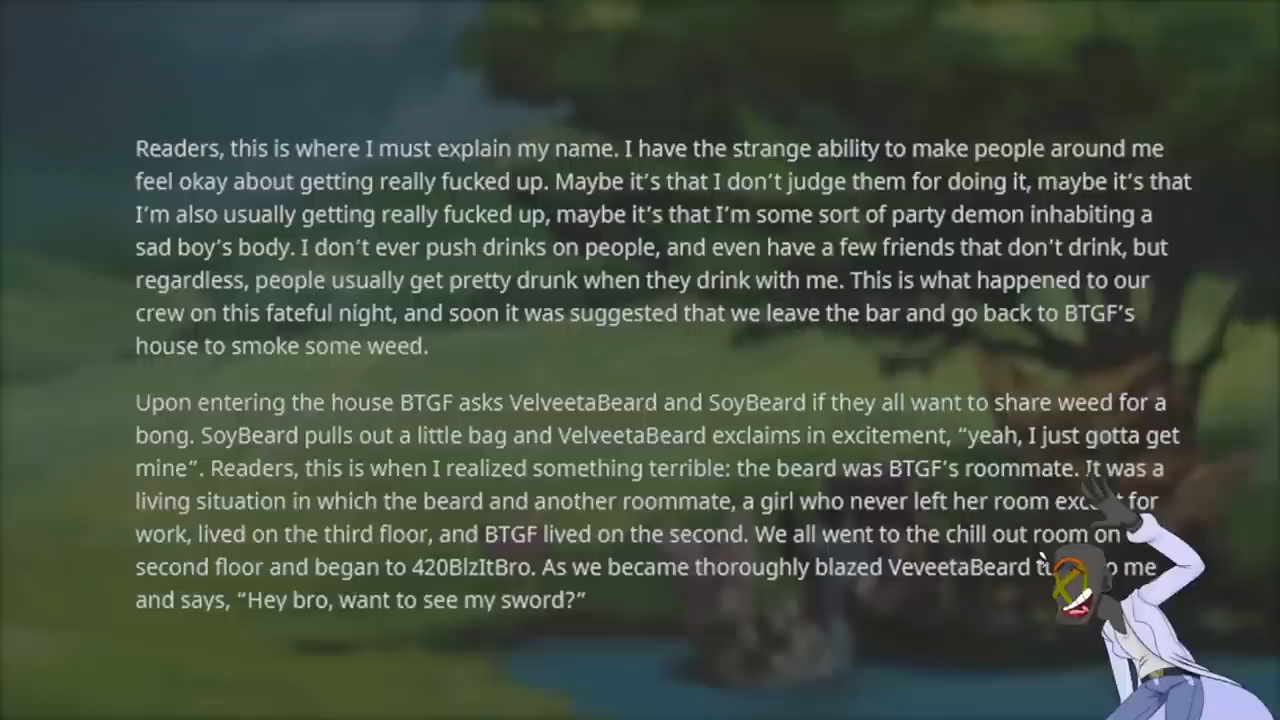 Readers, this is where I must explain my name. I have the strange ability to make people around me
feel okay about getting really fucked up. Maybe it’s that I don’t judge them for doing it, maybe it’s that
I’m also usually getting really fucked up, maybe it’s that I’m some sort of party demon inhabiting a
sad boy’s body. I don’t ever push drinks on people, and even have a few friends that don’t drink, but
regardless, people usually get pretty drunk when they drink with me. This is what happened to our
crew on this fateful night, and soon it was suggested that we leave the bar and go back to BTGF’s
house to smoke some weed.
Upon entering the house BTGF asks VelveetaBeard and SoyBeard if they all want to share weed for a
bong. SoyBeard pulls out a little bag and VelveetaBeard exclaims in excitement, “yeah, I just gotta get
mine”. Readers, this is when I realized something terrible: the beard was BTGF’s roommate. It was a
living situation in which the beard and another roommate, a girl who never left her room for
work, lived on the third floor, and BTGF lived on the second. We all went to the chill out room on
second floor and began to 420BlzItBro. As we became thoroughly blazed VeveetaBeard me
and says, “Hey bro, want to see my sword?”